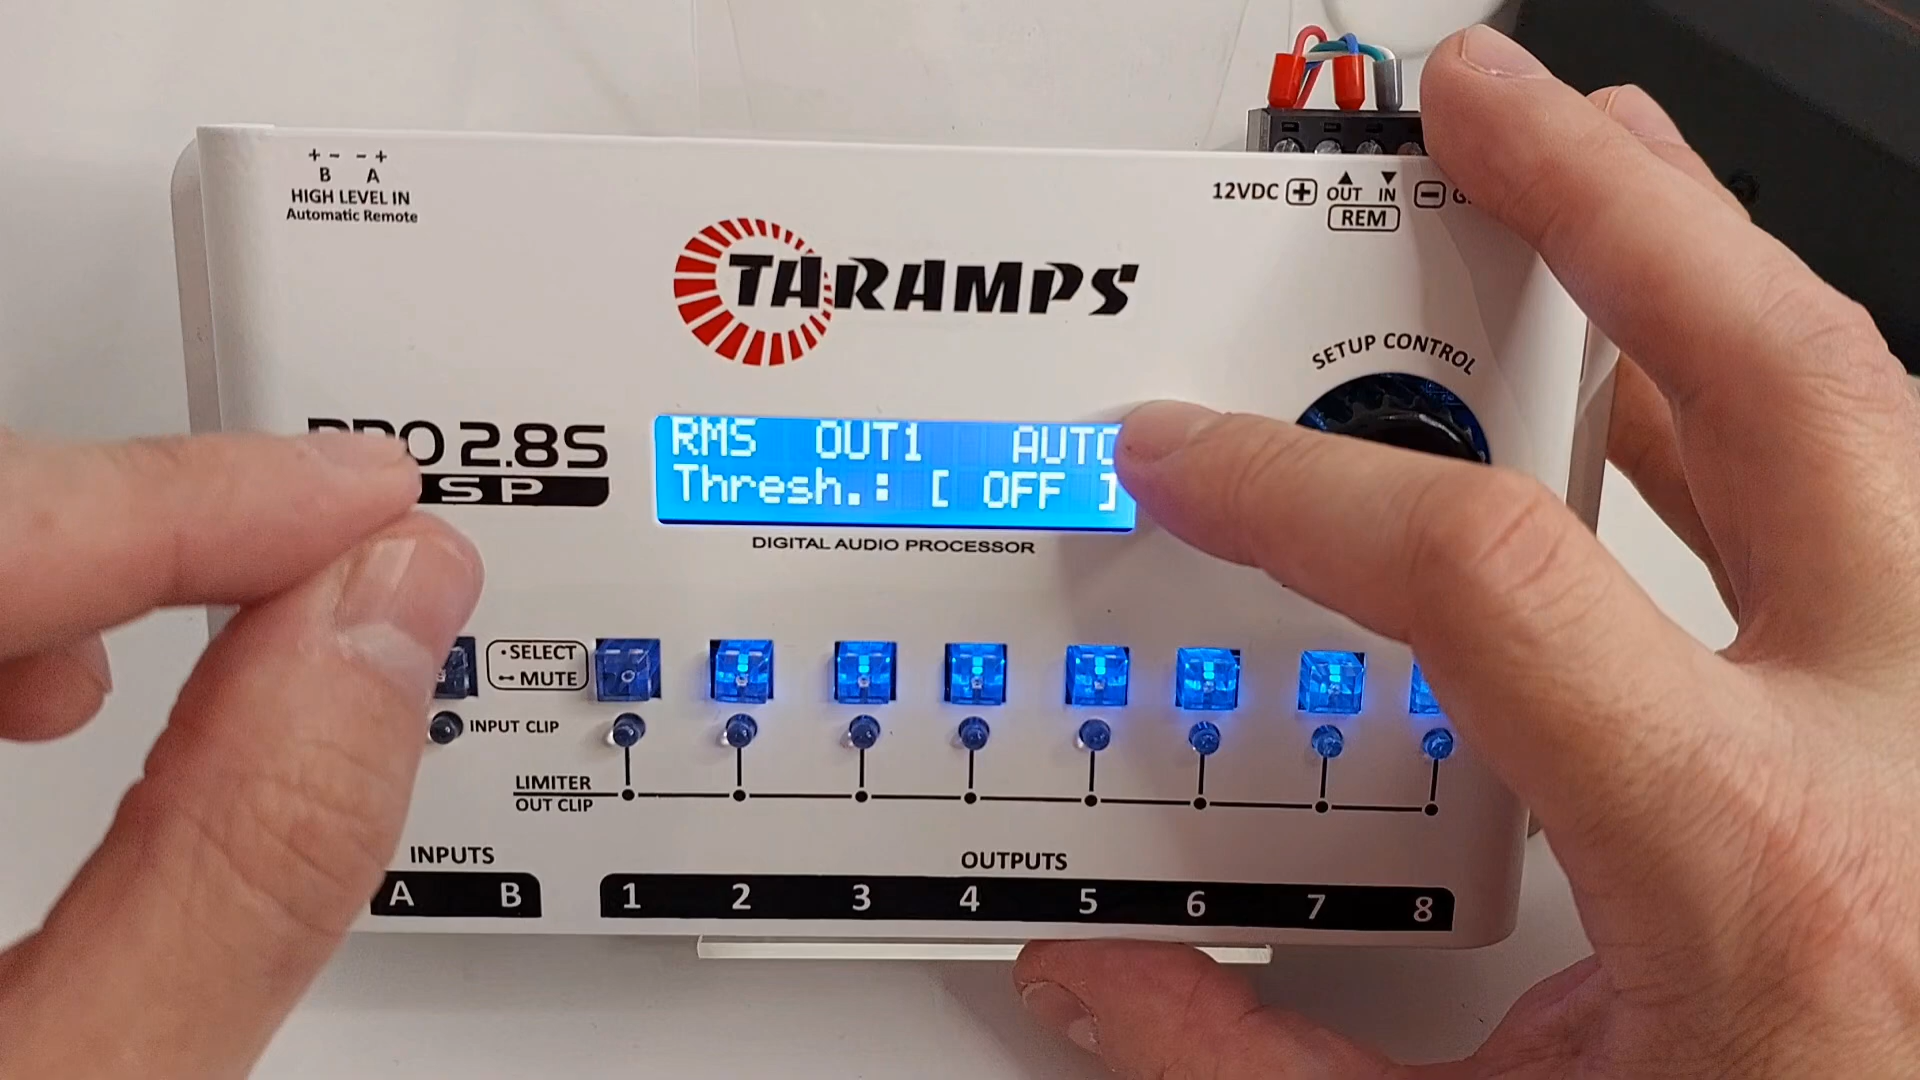 + - - +
B A
HIGH LEVEL IN
Automatic Remote
12VDC + OUT IN -
REM
TARAMPS
SETUP CONTROL
2.8S
SP
RMS OUT1 AUTO
Thresh.: [ OFF ]
DIGITAL AUDIO PROCESSOR
SELECT
MUTE
INPUT CLIP
LIMITER
OUT CLIP
INPUTS
OUTPUTS
A B 1 2 3 4 5 6 7 8